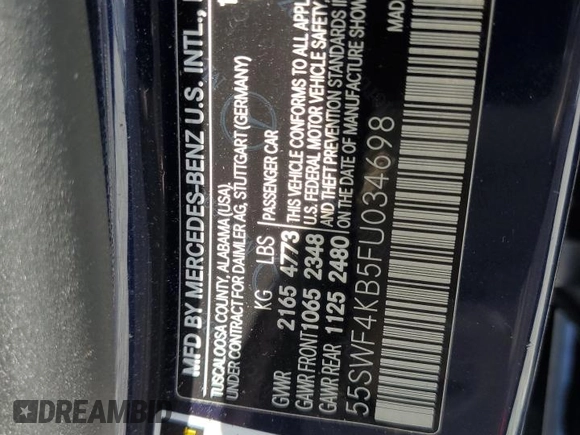 MFD BY MERCEDES-BENZ U.S. INTL.,
TUSCALOOSA COUNTY, ALABAMA (USA),
UNDER CONTRACT FOR DAIMLER AG, STUTTGART (GERMANY)
KG LBS PASSENGER CAR
GVWR 2165 4773 THIS VEHICLE CONFORMS TO ALL APPL
GAWR FRONT 1065 2348 U.S. FEDERAL MOTOR VEHICLE SAFETY,
GAWR REAR 1125 2480 AND THEFT PREVENTION STANDARDS IN
ON THE DATE OF MANUFACTURE SHOWN
55SWF4KB5FU034698
MAD
DREAMBID